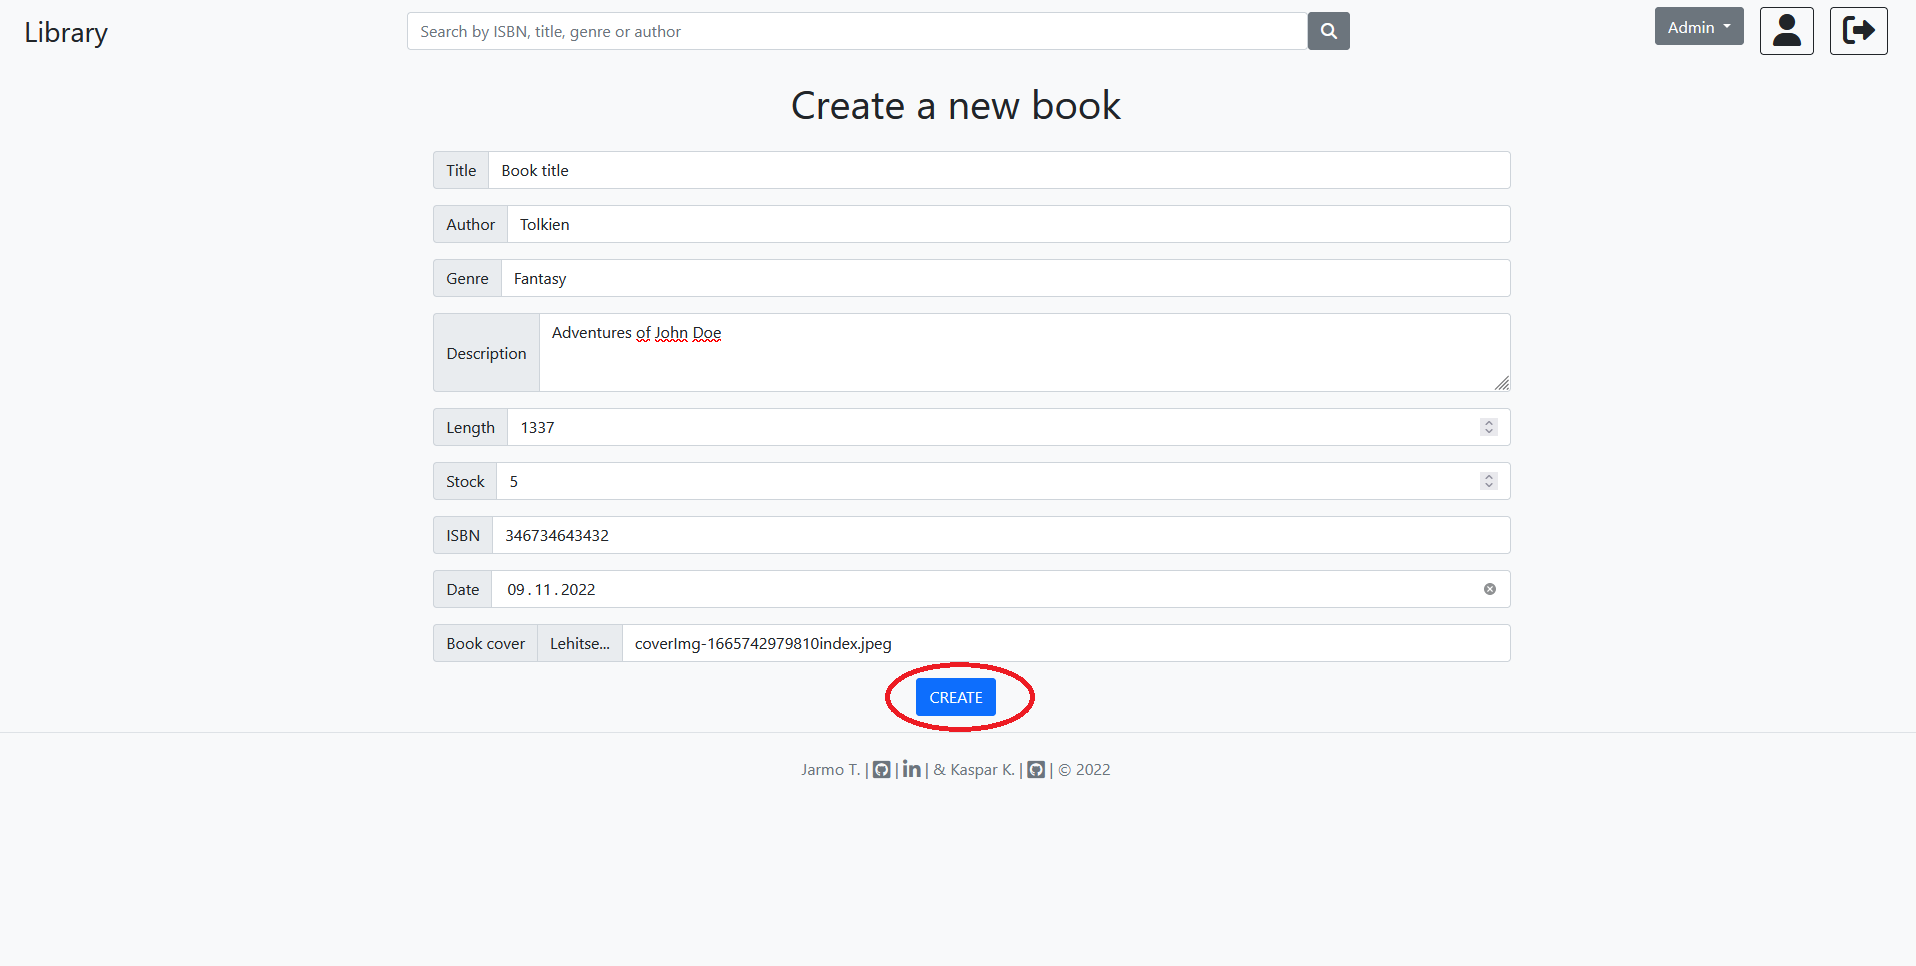 Library
Search by ISBN, title, genre or author
Admin
Create a new book
Title Book title
Author Tolkien
Genre Fantasy
Description Adventures of John Doe
Length 1337
Stock 5
ISBN 346734643432
Date 09.11.2022
Book cover Lehitse... coverImg-1665742979810index.jpeg
CREATE
Jarmo T. | | in | & Kaspar K. | | © 2022